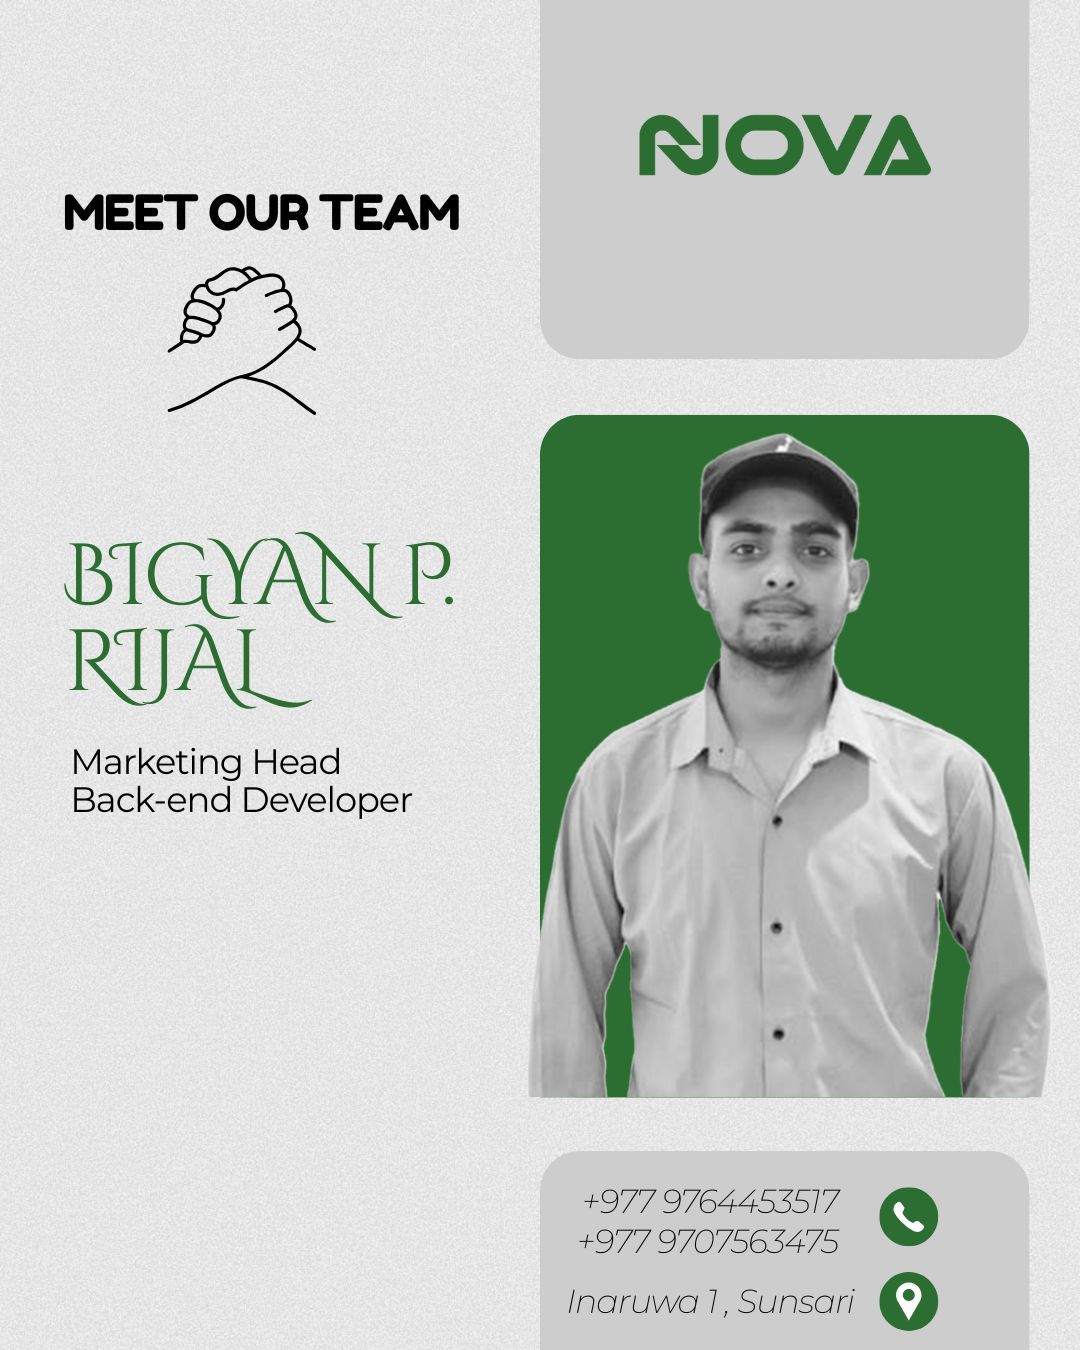 NOVA
MEET OUR TEAM
BIGYAN P.
RIJAL
Marketing Head
Back-end Developer
+977 9764453517
+977 9707563475
Inaruwa 1 , Sunsari